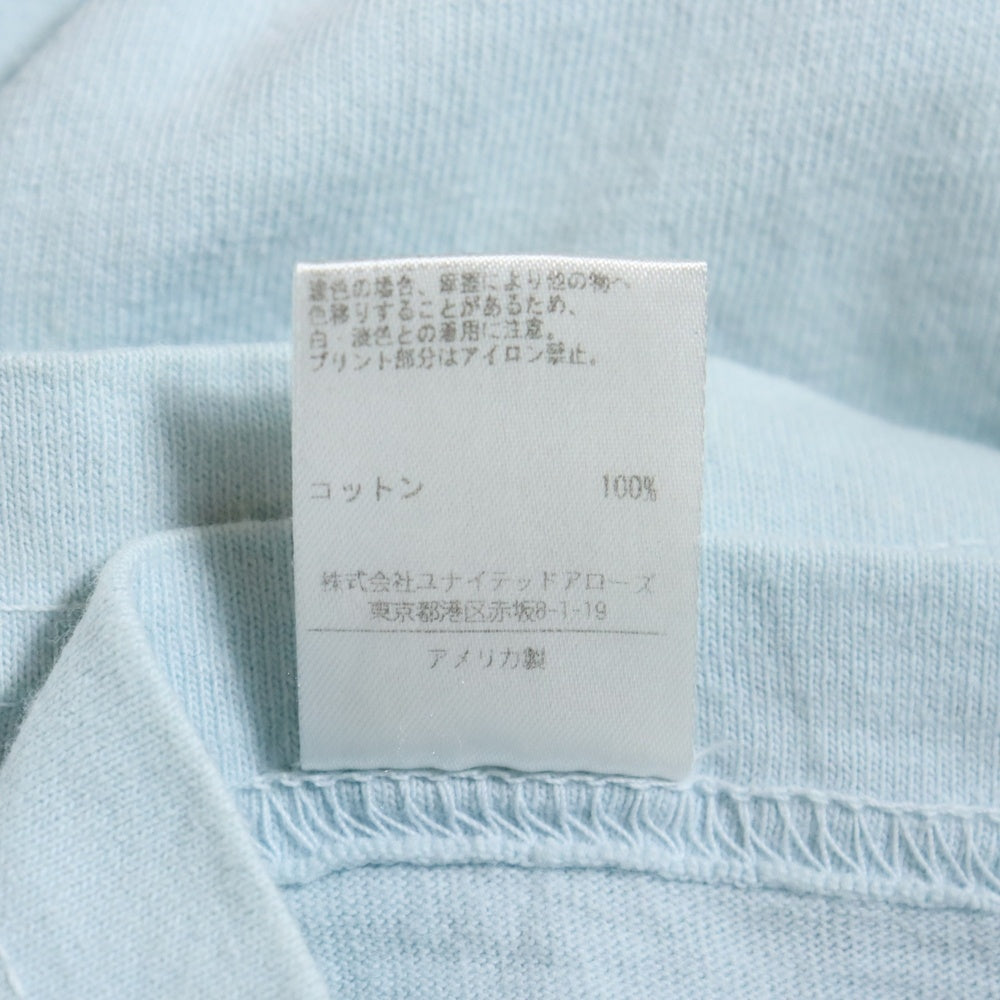 濃色の場合、摩擦により他の物へ
色移りすることがあるため、
白・淡色との着用に注意。
プリント部分はアイロン禁止。
コットン 100%
株式会社ユナイテッドアローズ
東京都港区赤坂8-1-19
アメリカ製